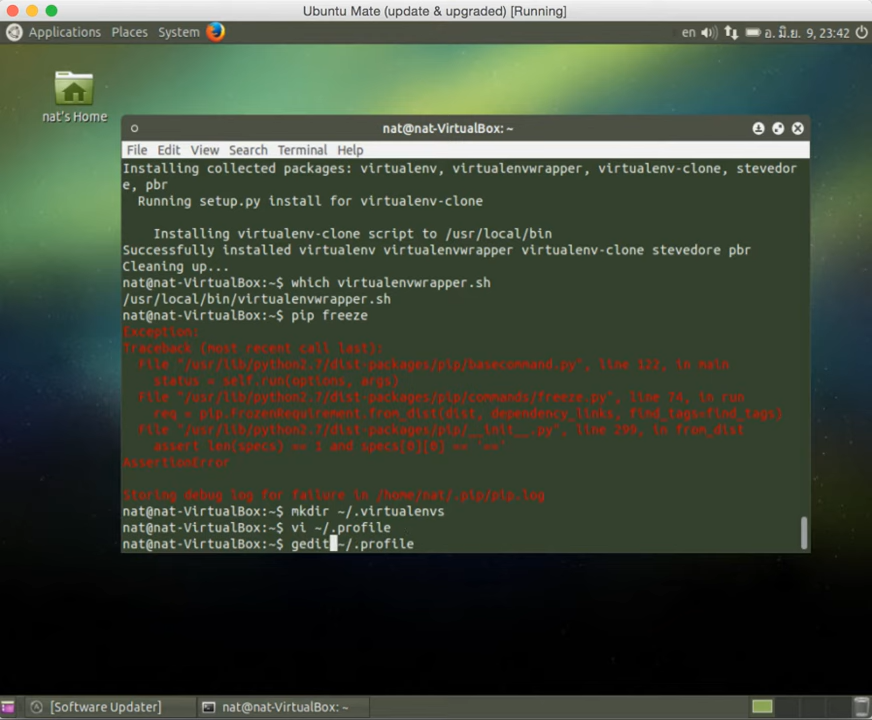 Ubuntu Mate (update & upgraded) [Running]
Applications Places System en อ. มิ.ย. 9, 23:42
nat's Home
nat@nat-VirtualBox: ~
File Edit View Search Terminal Help
Installing collected packages: virtualenv, virtualenvwrapper, virtualenv-clone, stevedor
e, pbr
Running setup.py install for virtualenv-clone
Installing virtualenv-clone script to /usr/local/bin
Successfully installed virtualenv virtualenvwrapper virtualenv-clone stevedore pbr
Cleaning up...
nat@nat-VirtualBox:~$ which virtualenvwrapper.sh
/usr/local/bin/virtualenvwrapper.sh
nat@nat-VirtualBox:~$ pip freeze
Exception:
Traceback (most recent call last):
File "/usr/lib/python2.7/dist-packages/pip/basecommand.py", line 122, in main
status = self.run(options, args)
File "/usr/lib/python2.7/dist-packages/pip/commands/freeze.py", line 74, in run
req = pip.FrozenRequirement.from_dist(dist, dependency_links, find_tags=find_tags)
File "/usr/lib/python2.7/dist-packages/pip/__init__.py", line 299, in from_dist
assert len(specs) == 1 and specs[0][0] == '=='
AssertionError
Storing debug log for failure in /home/nat/.pip/pip.log
nat@nat-VirtualBox:~$ mkdir ~/.virtualenvs
nat@nat-VirtualBox:~$ vi ~/.profile
nat@nat-VirtualBox:~$ gedit ~/.profile
[Software Updater] nat@nat-VirtualBox: ~